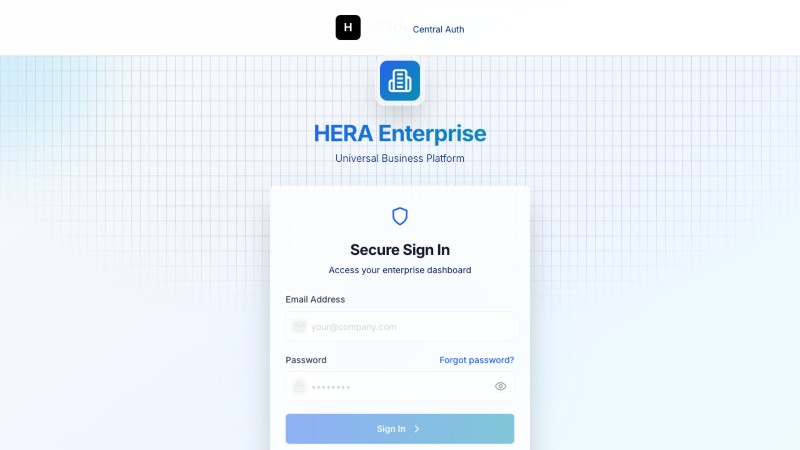 H HERA Central Auth
HERA Enterprise
Universal Business Platform
Secure Sign In
Access your enterprise dashboard
Email Address
your@company.com
Password Forgot password?
Sign In